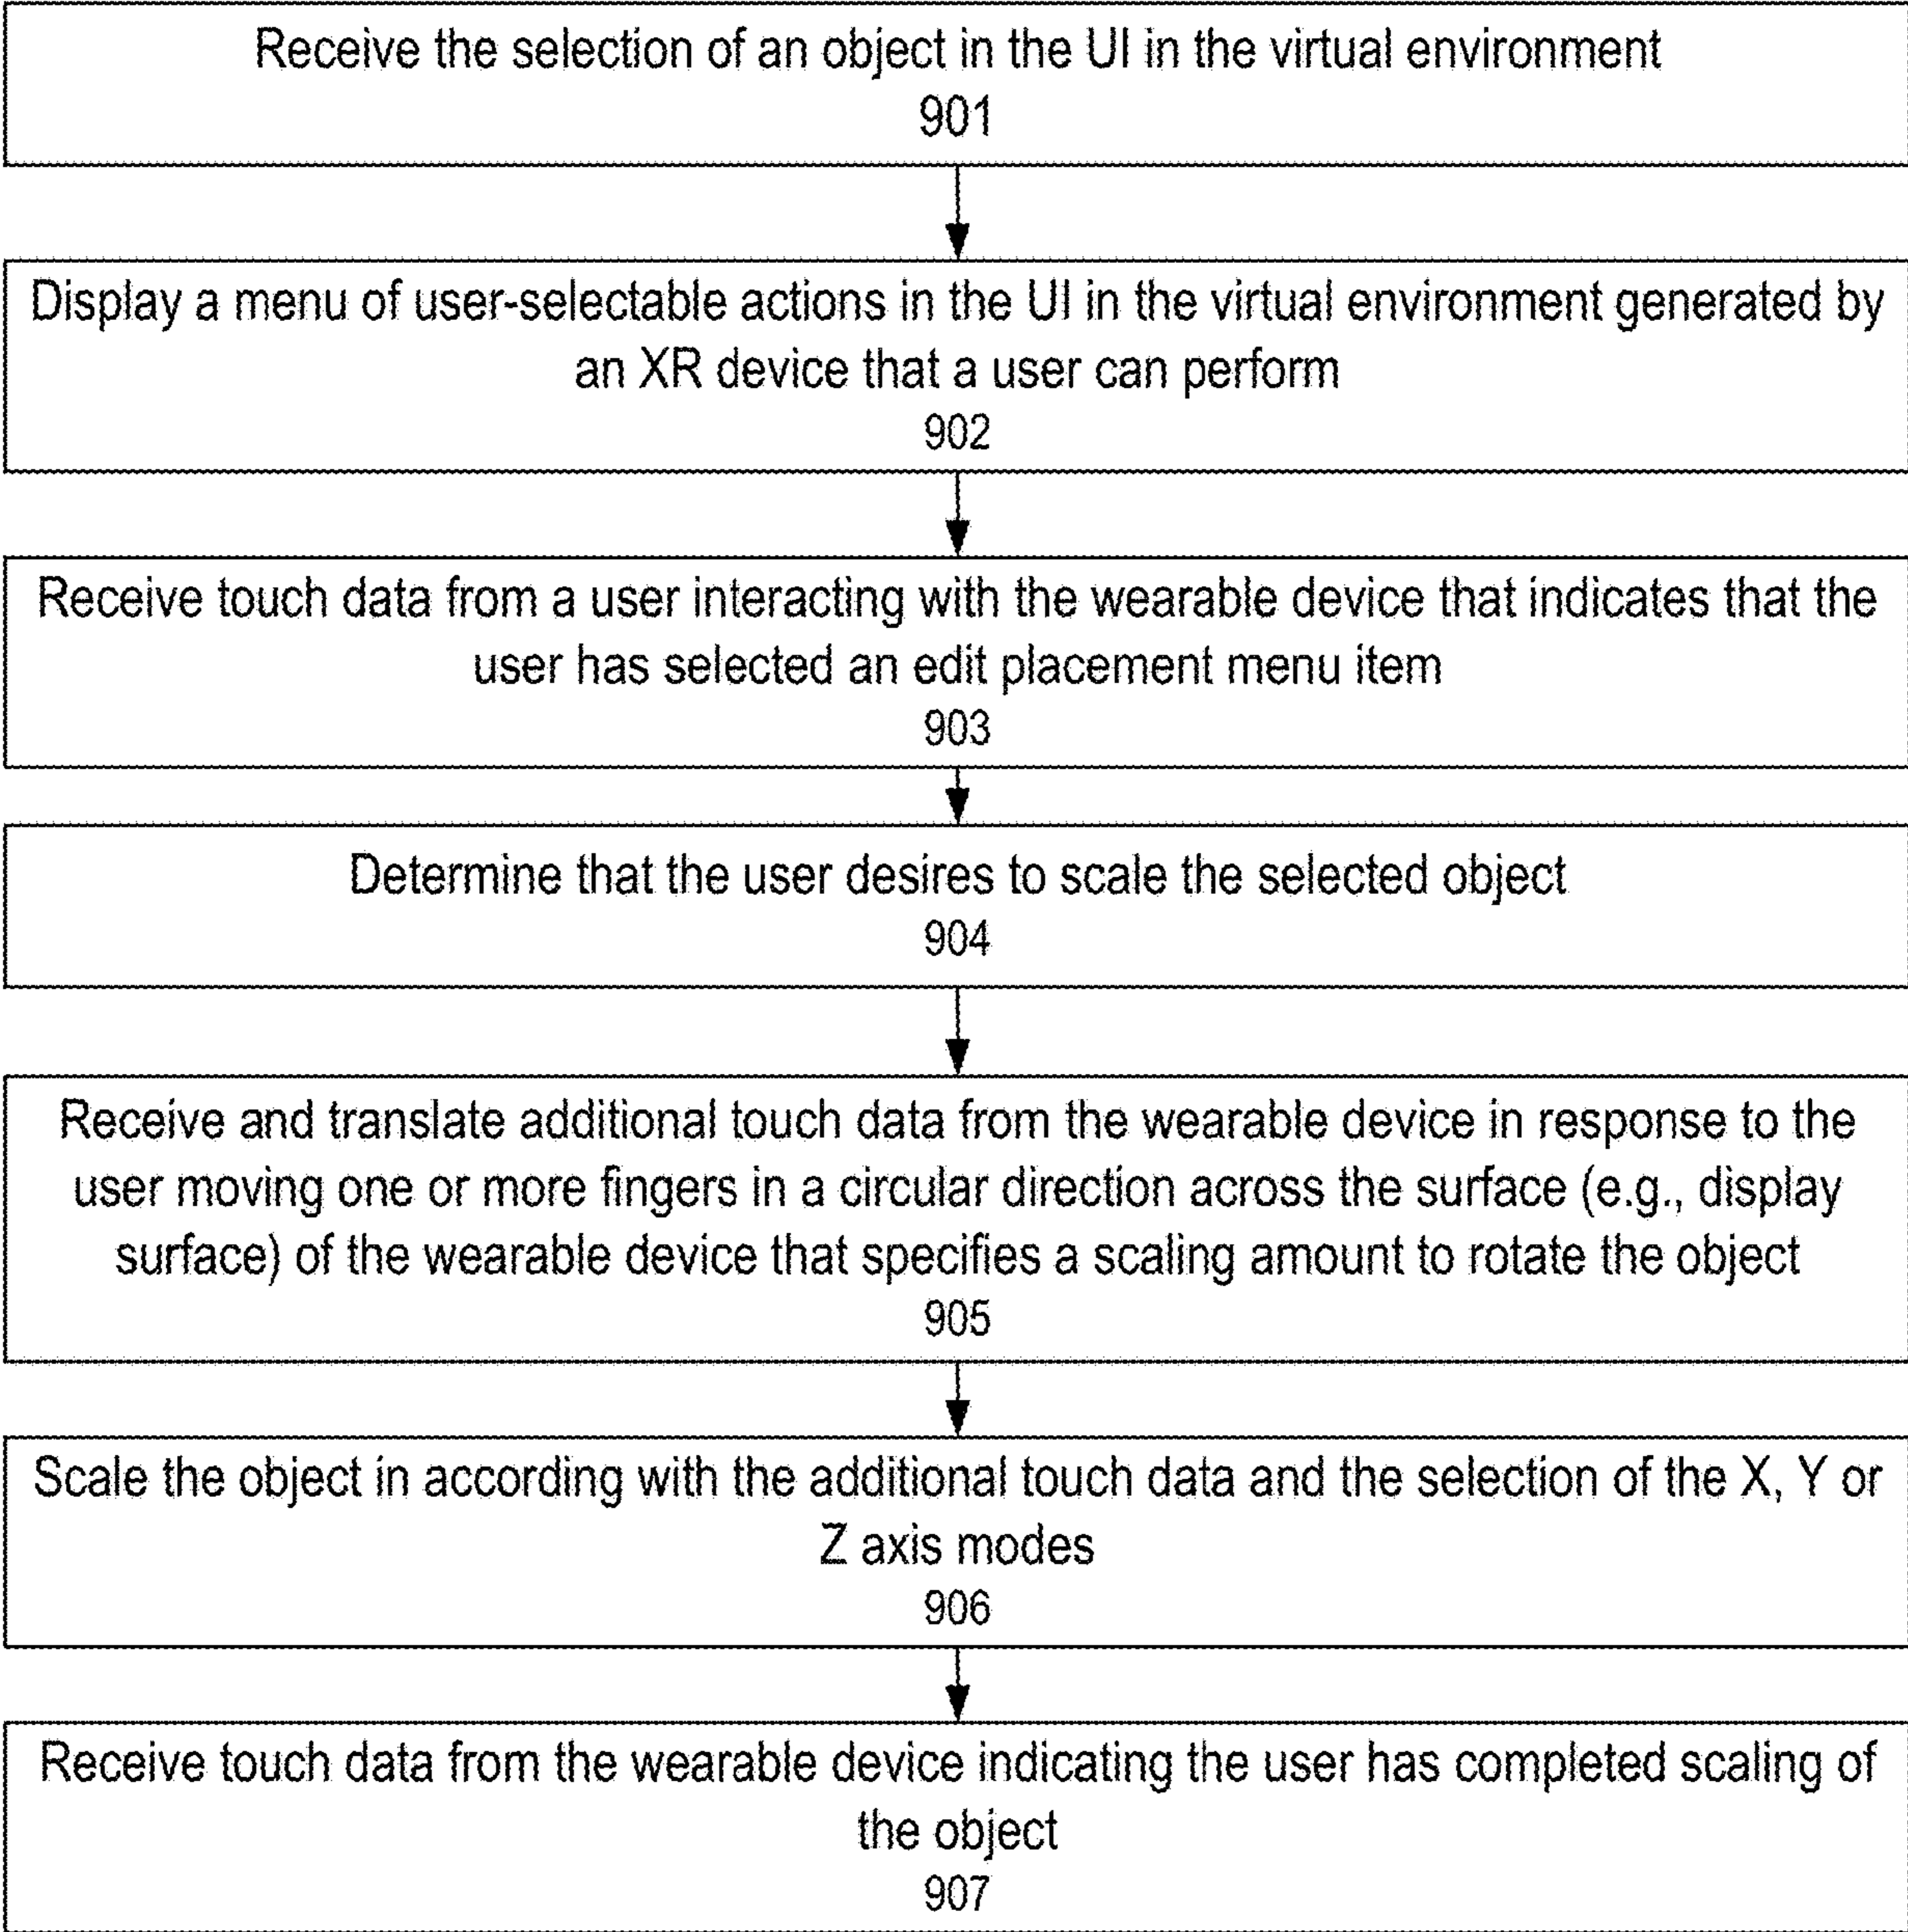 Receive the selection of an object in the UI in the virtual environment
901
Display a menu of user-selectable actions in the UI in the virtual environment generated by
an XR device that a user can perform
902
Receive touch data from a user interacting with the wearable device that indicates that the
user has selected an edit placement menu item
903
Determine that the user desires to scale the selected object
904
Receive and translate additional touch data from the wearable device in response to the
user moving one or more fingers in a circular direction across the surface (e.g., display
surface) of the wearable device that specifies a scaling amount to rotate the object
905
Scale the object in according with the additional touch data and the selection of the X, Y or
Z axis modes
906
Receive touch data from the wearable device indicating the user has completed scaling of
the object
907